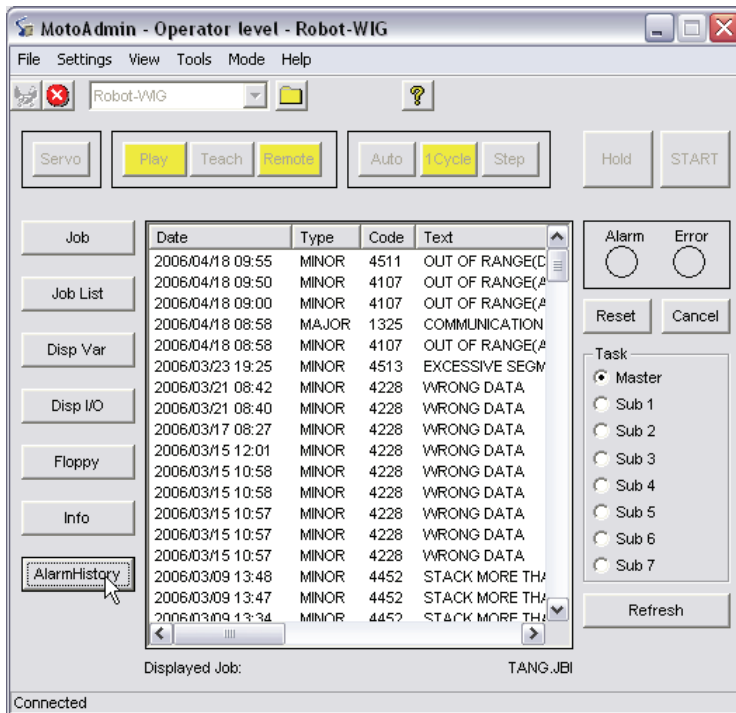 MotoAdmin - Operator level - Robot-WIG
File Settings View Tools Mode Help
Robot-WIG
Servo Play Teach Remote Auto 1Cycle Step Hold START
Job
Job List
Disp Var
Disp I/O
Floppy
Info
AlarmHistory
Date Type Code Text
2006/04/18 09:55 MINOR 4511 OUT OF RANGE(D
2006/04/18 09:50 MINOR 4107 OUT OF RANGE(A
2006/04/18 09:00 MINOR 4107 OUT OF RANGE(A
2006/04/18 08:58 MAJOR 1325 COMMUNICATION
2006/04/18 08:58 MINOR 4107 OUT OF RANGE(A
2006/03/23 19:25 MINOR 4513 EXCESSIVE SEGM
2006/03/21 08:42 MINOR 4228 WRONG DATA
2006/03/21 08:40 MINOR 4228 WRONG DATA
2006/03/17 08:27 MINOR 4228 WRONG DATA
2006/03/15 12:01 MINOR 4228 WRONG DATA
2006/03/15 10:58 MINOR 4228 WRONG DATA
2006/03/15 10:58 MINOR 4228 WRONG DATA
2006/03/15 10:57 MINOR 4228 WRONG DATA
2006/03/15 10:57 MINOR 4228 WRONG DATA
2006/03/15 10:57 MINOR 4228 WRONG DATA
2006/03/09 13:48 MINOR 4452 STACK MORE THA
2006/03/09 13:47 MINOR 4452 STACK MORE THA
2006/03/09 13:34 MINOR 4452 STACK MORE THA
Alarm Error
Reset Cancel
Task
Master
Sub 1
Sub 2
Sub 3
Sub 4
Sub 5
Sub 6
Sub 7
Refresh
Displayed Job: TANG.JBI
Connected